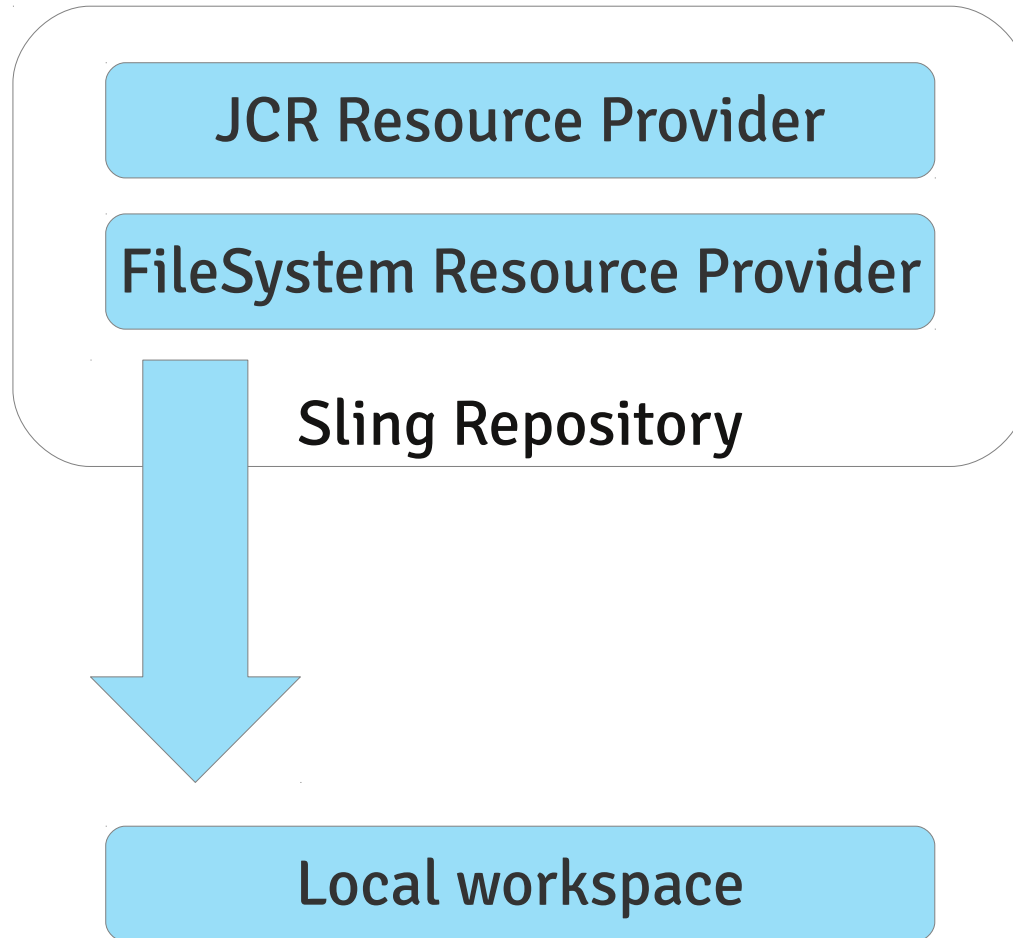 JCR Resource Provider
FileSystem Resource Provider
Sling Repository
Local workspace